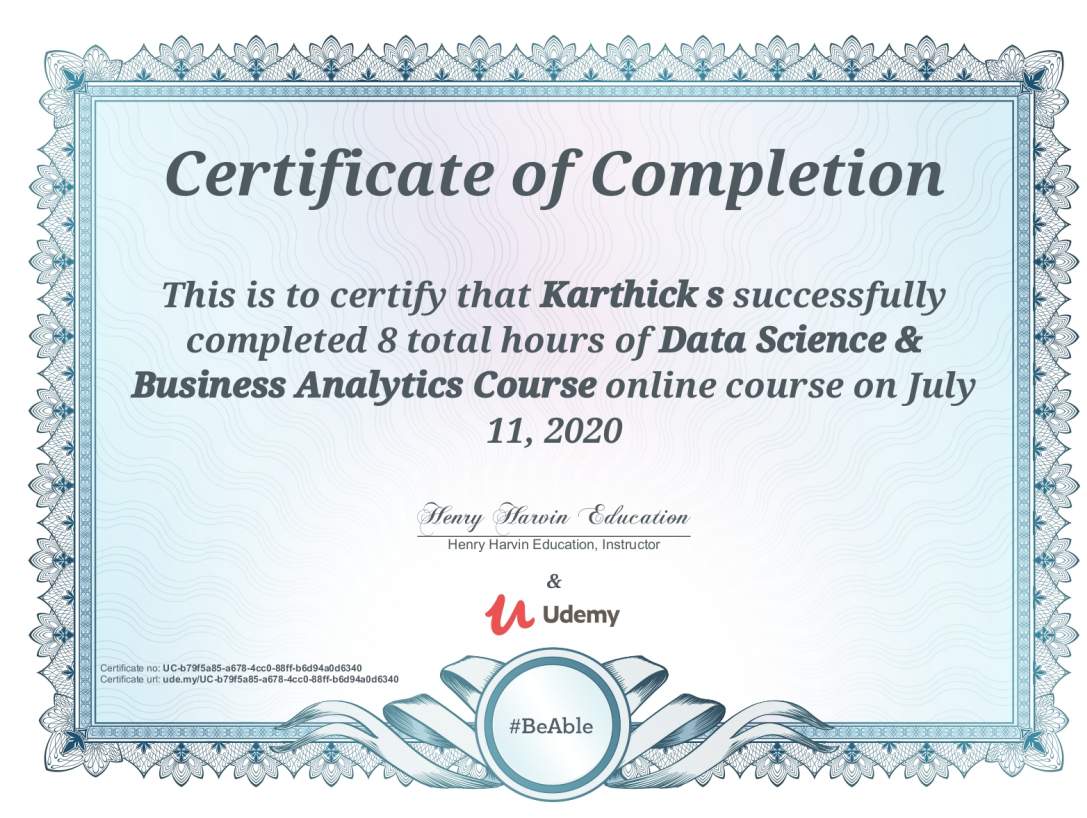 Certificate of Completion
This is to certify that Karthick s successfully
completed 8 total hours of Data Science &
Business Analytics Course online course on July
11, 2020
Henry Harvin Education
Henry Harvin Education, Instructor
&
Udemy
Certificate no: UC-b79f5a85-a678-4cc0-88ff-b6d94a0d6340
Certificate url: ude.my/UC-b79f5a85-a678-4cc0-88ff-b6d94a0d6340
#BeAble